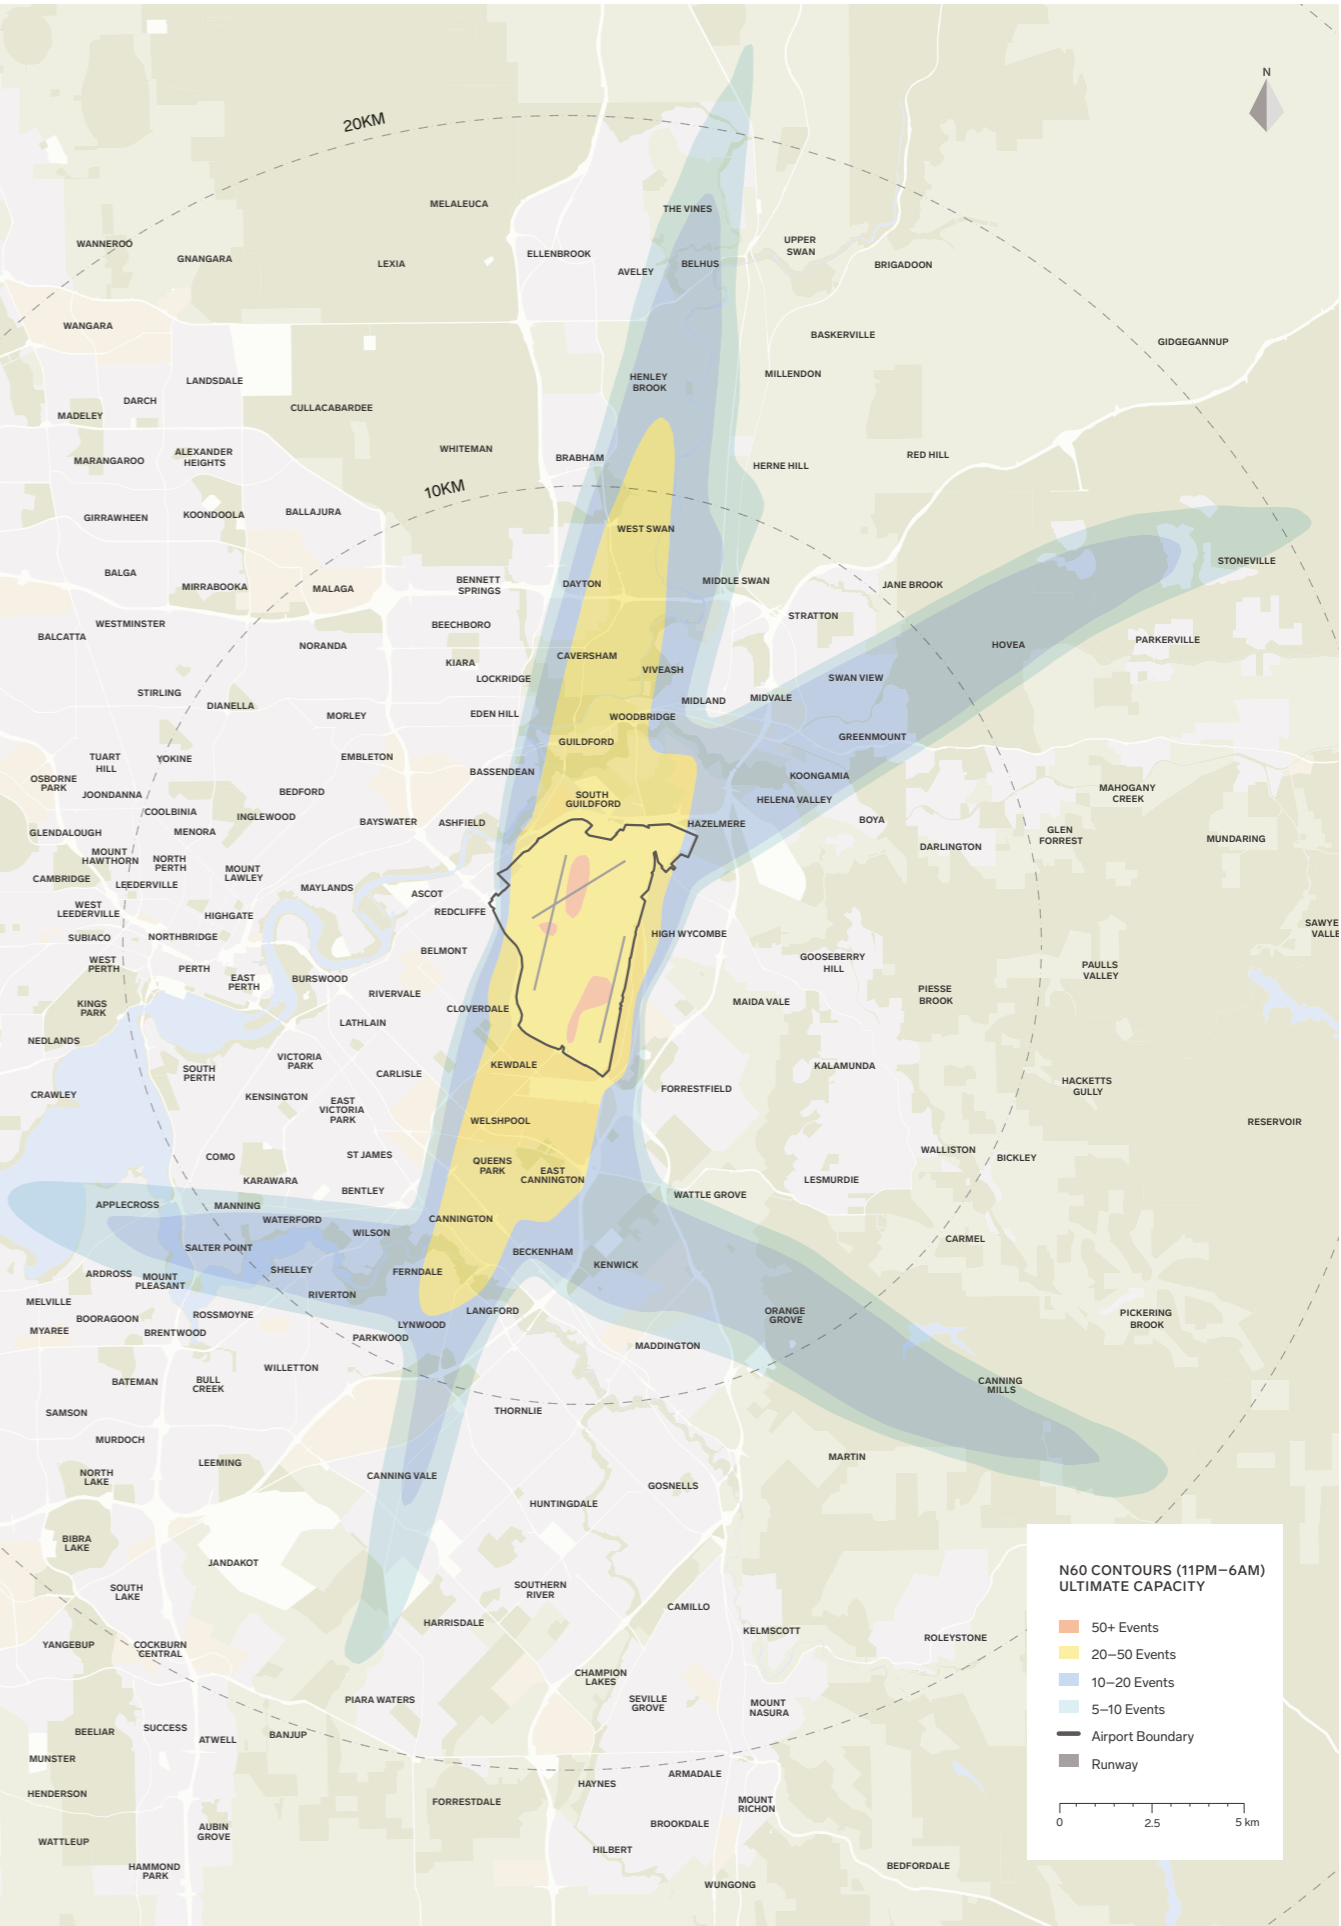 N
20KM
MELALEUCA
THE VINES
WANNEROO
GNANGARA
LEXIA
ELLENBROOK
AVELEY
BELHUS
UPPER
SWAN
BRIGADOON
WANGARA
BASKERVILLE
GIDGEGANNUP
LANDSDALE
HENLEY
BROOK
MILLENDON
DARCH
MADELEY
CULLACABARDEE
WHITEMAN
BRABHAM
ALEXANDER
HEIGHTS
MARANGAROO
HERNE HILL
RED HILL
10KM
GIRRAWHEEN
KOONDOOLA
BALLAJURA
WEST SWAN
STONEVILLE
BALGA
MIRRABOOKA
MALAGA
BENNETT
SPRINGS
DAYTON
MIDDLE SWAN
JANE BROOK
STRATTON
WESTMINSTER
BALCATTA
BEECHBORO
NORANDA
HOVEA
PARKERVILLE
KIARA
LOCKRIDGE
CAVERSHAM
VIVEASH
SWAN VIEW
STIRLING
DIANELLA
MORLEY
EDEN HILL
MIDLAND
MIDVALE
WOODBRIDGE
GUILDFORD
GREENMOUNT
TUART
HILL
YOKINE
EMBLETON
BASSENDEAN
KOONGAMIA
OSBORNE
PARK
JOONDANNA
BEDFORD
SOUTH
GUILDFORD
HELENA VALLEY
MAHOGANY
CREEK
COOLBINIA
INGLEWOOD
BAYSWATER
ASHFIELD
HAZELMERE
BOYA
GLENDALOUGH
MENORA
DARLINGTON
GLEN
FORREST
MUNDARING
MOUNT
HAWTHORN
NORTH
PERTH
MOUNT
LAWLEY
CAMBRIDGE
LEEDERVILLE
MAYLANDS
ASCOT
WEST
LEEDERVILLE
HIGHGATE
REDCLIFFE
SUBIACO
NORTHBRIDGE
HIGH WYCOMBE
SAWYE
VALLE
BELMONT
WEST
PERTH
PERTH
EAST
PERTH
BURSWOOD
GOOSEBERRY
HILL
PAULLS
VALLEY
RIVERVALE
PIESSE
BROOK
KINGS
PARK
CLOVERDALE
MAIDA VALE
LATHLAIN
NEDLANDS
VICTORIA
PARK
KEWDALE
SOUTH
PERTH
CARLISLE
KALAMUNDA
CRAWLEY
KENSINGTON
EAST
VICTORIA
PARK
FORRESTFIELD
HACKETTS
GULLY
WELSHPOOL
RESERVOIR
COMO
ST JAMES
QUEENS
PARK
EAST
CANNINGTON
WALLISTON
BICKLEY
KARAWARA
BENTLEY
WATTLE GROVE
LESMURDIE
APPLECROSS
MANNING
WATERFORD
WILSON
CANNINGTON
CARMEL
SALTER POINT
BECKENHAM
KENWICK
ARDROSS
MOUNT
PLEASANT
SHELLEY
FERNDALE
RIVERTON
MELVILLE
BOORAGOON
ROSSMOYNE
LANGFORD
ORANGE
GROVE
PICKERING
BROOK
MYAREE
BRENTWOOD
LYNWOOD
PARKWOOD
MADDINGTON
WILLETTON
BATEMAN
BULL
CREEK
CANNING
MILLS
SAMSON
THORNLIE
MURDOCH
LEEMING
MARTIN
NORTH
LAKE
CANNING VALE
GOSNELLS
HUNTINGDALE
BIBRA
LAKE
JANDAKOT
SOUTH
LAKE
SOUTHERN
RIVER
CAMILLO
HARRISDALE
KELMSCOTT
ROLEYSTONE
YANGEBUP
COCKBURN
CENTRAL
CHAMPION
LAKES
PIARA WATERS
SEVILLE
GROVE
MOUNT
NASURA
BEELIAR
SUCCESS
ATWELL
BANJUP
MUNSTER
HENDERSON
HAYNES
ARMADALE
FORRESTDALE
MOUNT
RICHON
BROOKDALE
WATTLEUP
AUBIN
GROVE
HILBERT
HAMMOND
PARK
WUNGONG
BEDFORDALE
N60 CONTOURS (11PM–6AM)
ULTIMATE CAPACITY
50+ Events
20–50 Events
10–20 Events
5–10 Events
Airport Boundary
Runway
0 2.5 5 km